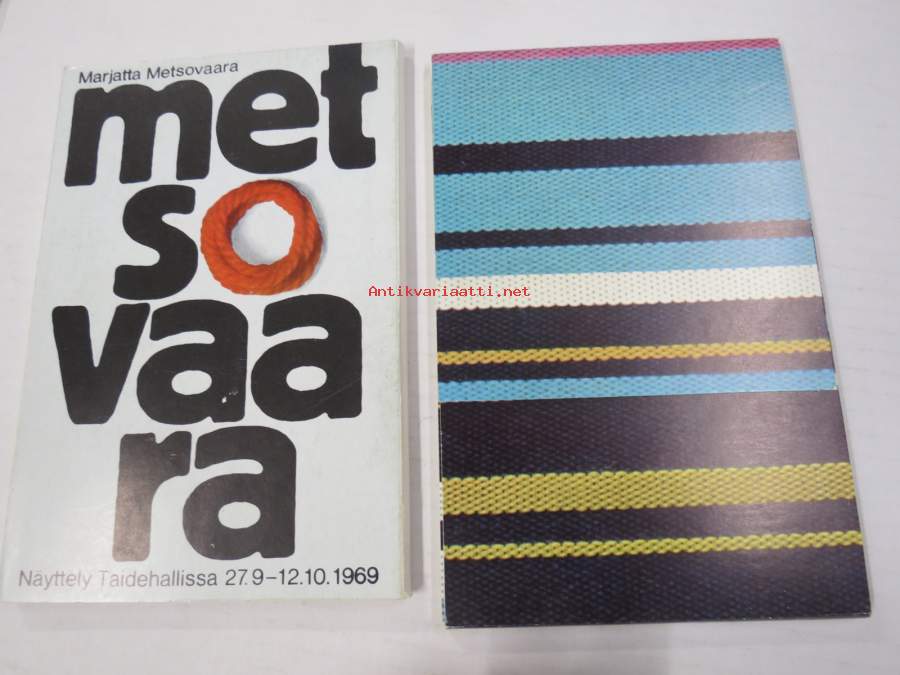 Marjatta Metsovaara
met
so
vaa
ra
Näyttely Taidehallissa 27.9–12.10.1969
Antikvariaatti.net